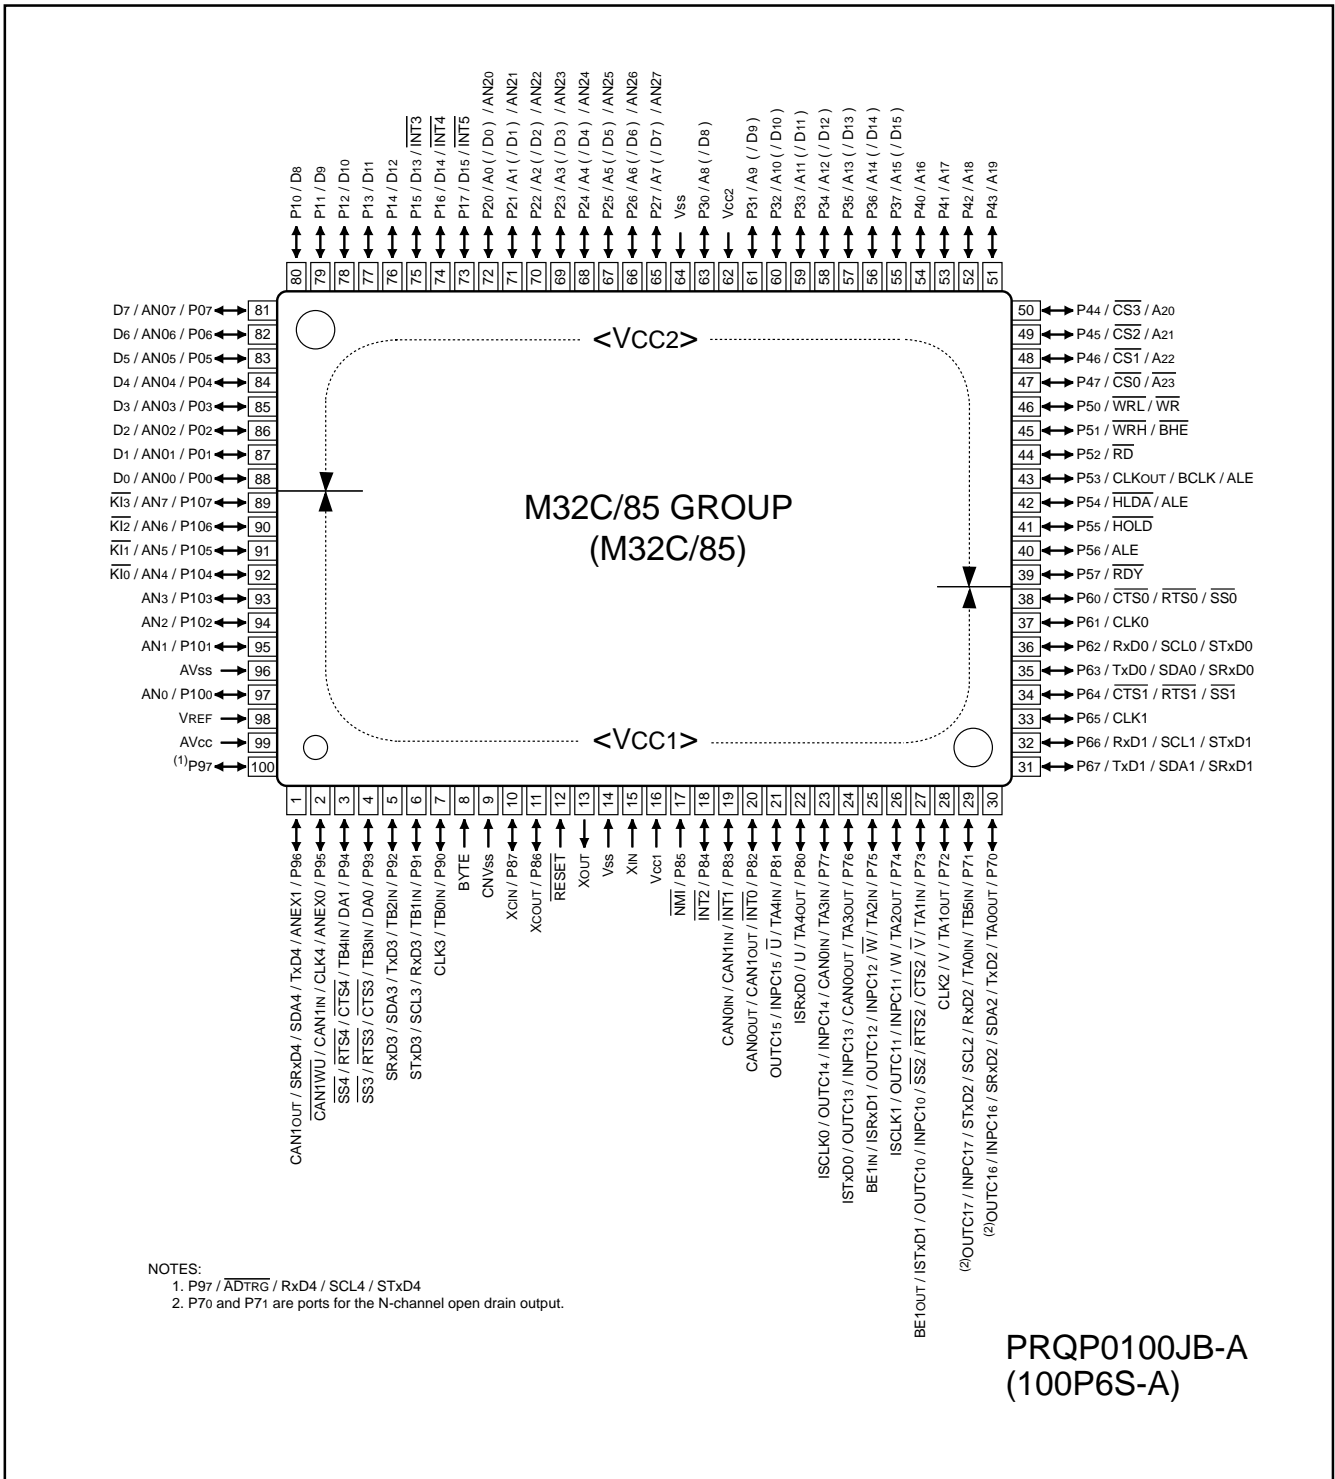 P10 / D8
P11 / D9
P12 / D10
P13 / D11
P14 / D12
P15 / D13 / INT3
P16 / D14 / INT4
P17 / D15 / INT5
P20 / A0 ( / D0 ) / AN20
P21 / A1 ( / D1 ) / AN21
P22 / A2 ( / D2 ) / AN22
P23 / A3 ( / D3 ) / AN23
P24 / A4 ( / D4 ) / AN24
P25 / A5 ( / D5 ) / AN25
P26 / A6 ( / D6 ) / AN26
P27 / A7 ( / D7 ) / AN27
Vss
P30 / A8 ( / D8 )
Vcc2
P31 / A9 ( / D9 )
P32 / A10 ( / D10 )
P33 / A11 ( / D11 )
P34 / A12 ( / D12 )
P35 / A13 ( / D13 )
P36 / A14 ( / D14 )
P37 / A15 ( / D15 )
P40 / A16
P41 / A17
P42 / A18
P43 / A19
80 79 78 77 76 75 74 73 72 71 70 69 68 67 66 65 64 63 62 61 60 59 58 57 56 55 54 53 52 51
D7 / AN07 / P07 81
D6 / AN06 / P06 82
D5 / AN05 / P05 83
D4 / AN04 / P04 84
D3 / AN03 / P03 85
D2 / AN02 / P02 86
D1 / AN01 / P01 87
D0 / AN00 / P00 88
KI3 / AN7 / P107 89
KI2 / AN6 / P106 90
KI1 / AN5 / P105 91
KI0 / AN4 / P104 92
AN3 / P103 93
AN2 / P102 94
AN1 / P101 95
AVss 96
AN0 / P100 97
VREF 98
AVcc 99
(1)P97 100
<VCC2>
M32C/85 GROUP
(M32C/85)
<VCC1>
50 P44 / CS3 / A20
49 P45 / CS2 / A21
48 P46 / CS1 / A22
47 P47 / CS0 / A23
46 P50 / WRL / WR
45 P51 / WRH / BHE
44 P52 / RD
43 P53 / CLKOUT / BCLK / ALE
42 P54 / HLDA / ALE
41 P55 / HOLD
40 P56 / ALE
39 P57 / RDY
38 P60 / CTS0 / RTS0 / SS0
37 P61 / CLK0
36 P62 / RxD0 / SCL0 / STxD0
35 P63 / TxD0 / SDA0 / SRxD0
34 P64 / CTS1 / RTS1 / SS1
33 P65 / CLK1
32 P66 / RxD1 / SCL1 / STxD1
31 P67 / TxD1 / SDA1 / SRxD1
1 2 3 4 5 6 7 8 9 10 11 12 13 14 15 16 17 18 19 20 21 22 23 24 25 26 27 28 29 30
CAN1OUT / SRxD4 / SDA4 / TxD4 / ANEX1 / P96
CAN1WU / CAN1IN / CLK4 / ANEX0 / P95
SS4 / RTS4 / CTS4 / TB4IN / DA1 / P94
SS3 / RTS3 / CTS3 / TB3IN / DA0 / P93
SRxD3 / SDA3 / TxD3 / TB2IN / P92
STxD3 / SCL3 / RxD3 / TB1IN / P91
CLK3 / TB0IN / P90
BYTE
CNVss
XCIN / P87
XCOUT / P86
RESET
XOUT
Vss
XIN
Vcc1
NMI / P85
INT2 / P84
CAN0IN / CAN1IN / INT1 / P83
CAN0OUT / CAN1OUT / INT0 / P82
OUTC15 / INPC15 / U / TA4IN / P81
ISRxD0 / U / TA4OUT / P80
ISCLK0 / OUTC14 / INPC14 / CAN0IN / TA3IN / P77
ISTxD0 / OUTC13 / INPC13 / CAN0OUT / TA3OUT / P76
BE1IN / ISRxD1 / OUTC12 / INPC12 / W / TA2IN / P75
ISCLK1 / OUTC11 / INPC11 / W / TA2OUT / P74
BE1OUT / ISTxD1 / OUTC10 / INPC10 / SS2 / RTS2 / CTS2 / V / TA1IN / P73
CLK2 / V / TA1OUT / P72
(2)OUTC17 / INPC17 / STxD2 / SCL2 / RxD2 / TA0IN / TB5IN / P71
(2)OUTC16 / INPC16 / SRxD2 / SDA2 / TxD2 / TA0OUT / P70
NOTES:
1. P97 / ADTRG / RxD4 / SCL4 / STxD4
2. P70 and P71 are ports for the N-channel open drain output.
PRQP0100JB-A
(100P6S-A)